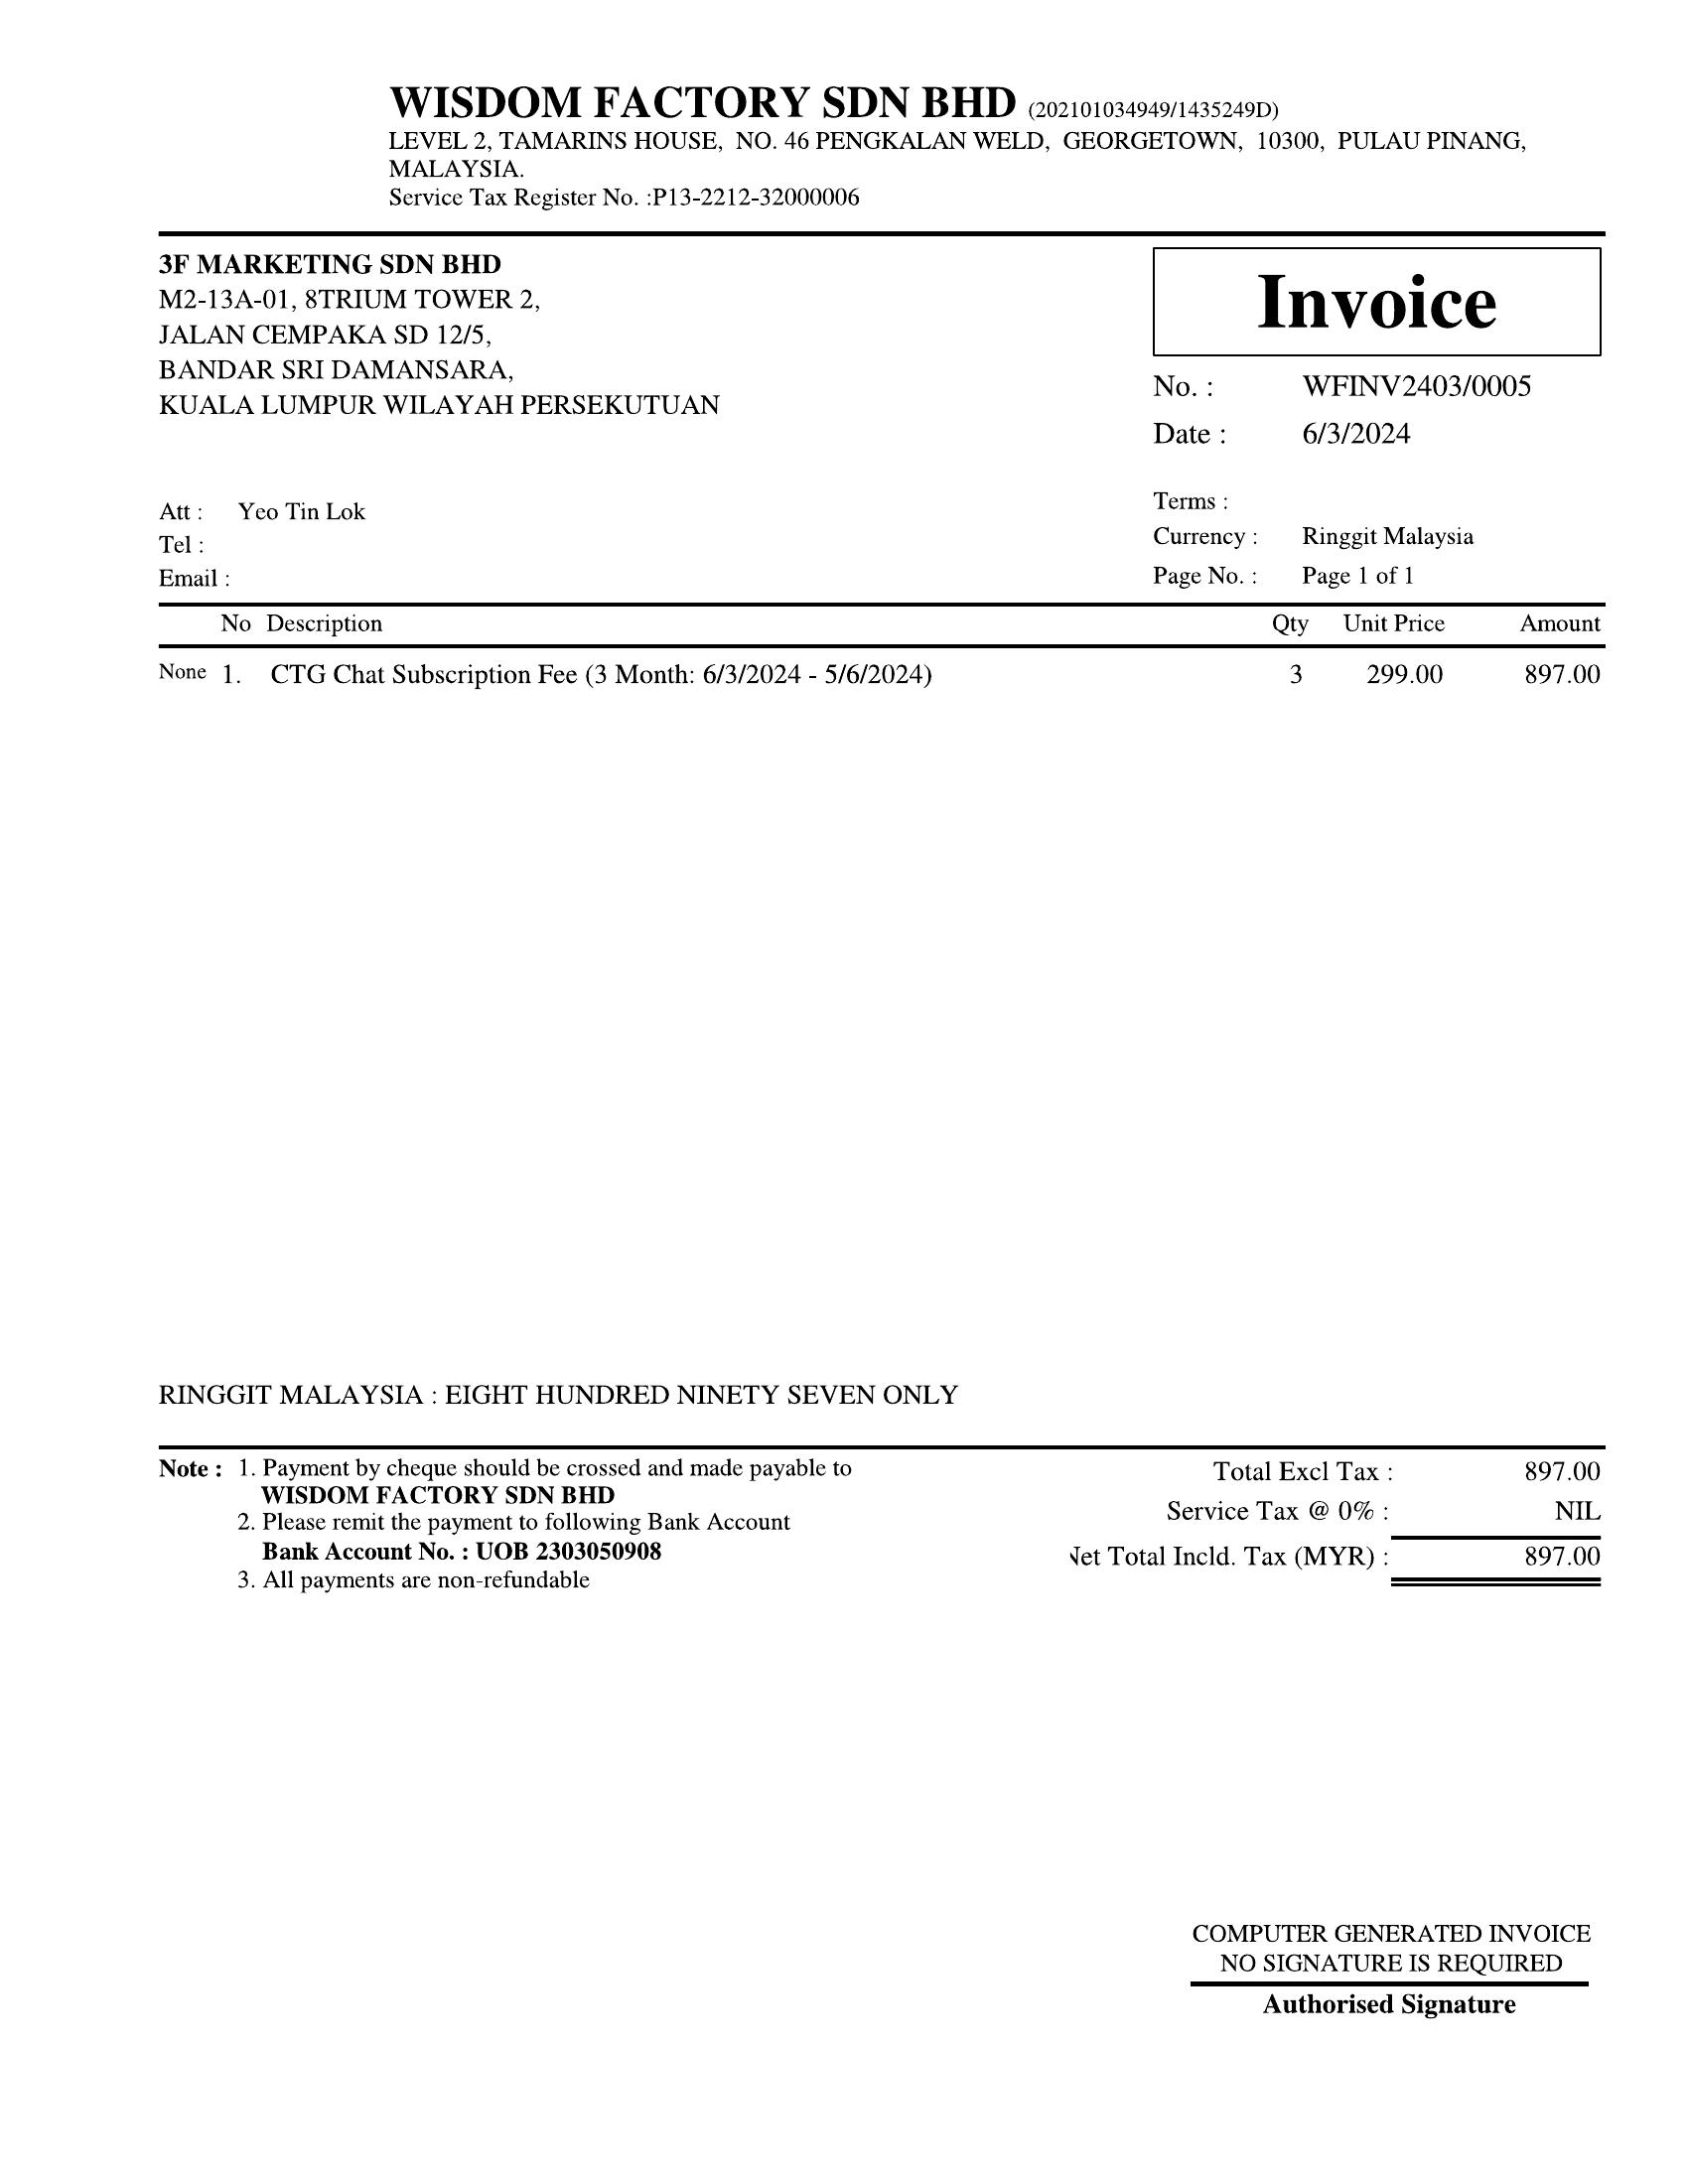 WISDOM FACTORY SDN BHD (202101034949/1435249D)
LEVEL 2, TAMARINS HOUSE, NO. 46 PENGKALAN WELD, GEORGETOWN, 10300, PULAU PINANG,
MALAYSIA.
Service Tax Register No. :P13-2212-32000006
3F MARKETING SDN BHD
M2-13A-01, 8TRIUM TOWER 2,
JALAN CEMPAKA SD 12/5,
BANDAR SRI DAMANSARA,
KUALA LUMPUR WILAYAH PERSEKUTUAN
Invoice
No. : WFINV2403/0005
Date : 6/3/2024
Att : Yeo Tin Lok
Tel :
Email :
Terms :
Currency : Ringgit Malaysia
Page No. : Page 1 of 1
No Description Qty Unit Price Amount
None 1. CTG Chat Subscription Fee (3 Month: 6/3/2024 - 5/6/2024) 3 299.00 897.00
RINGGIT MALAYSIA : EIGHT HUNDRED NINETY SEVEN ONLY
Note : 1. Payment by cheque should be crossed and made payable to
WISDOM FACTORY SDN BHD
2. Please remit the payment to following Bank Account
Bank Account No. : UOB 2303050908
3. All payments are non-refundable
Total Excl Tax : 897.00
Service Tax @ 0% : NIL
Net Total Incld. Tax (MYR) : 897.00
COMPUTER GENERATED INVOICE
NO SIGNATURE IS REQUIRED
Authorised Signature